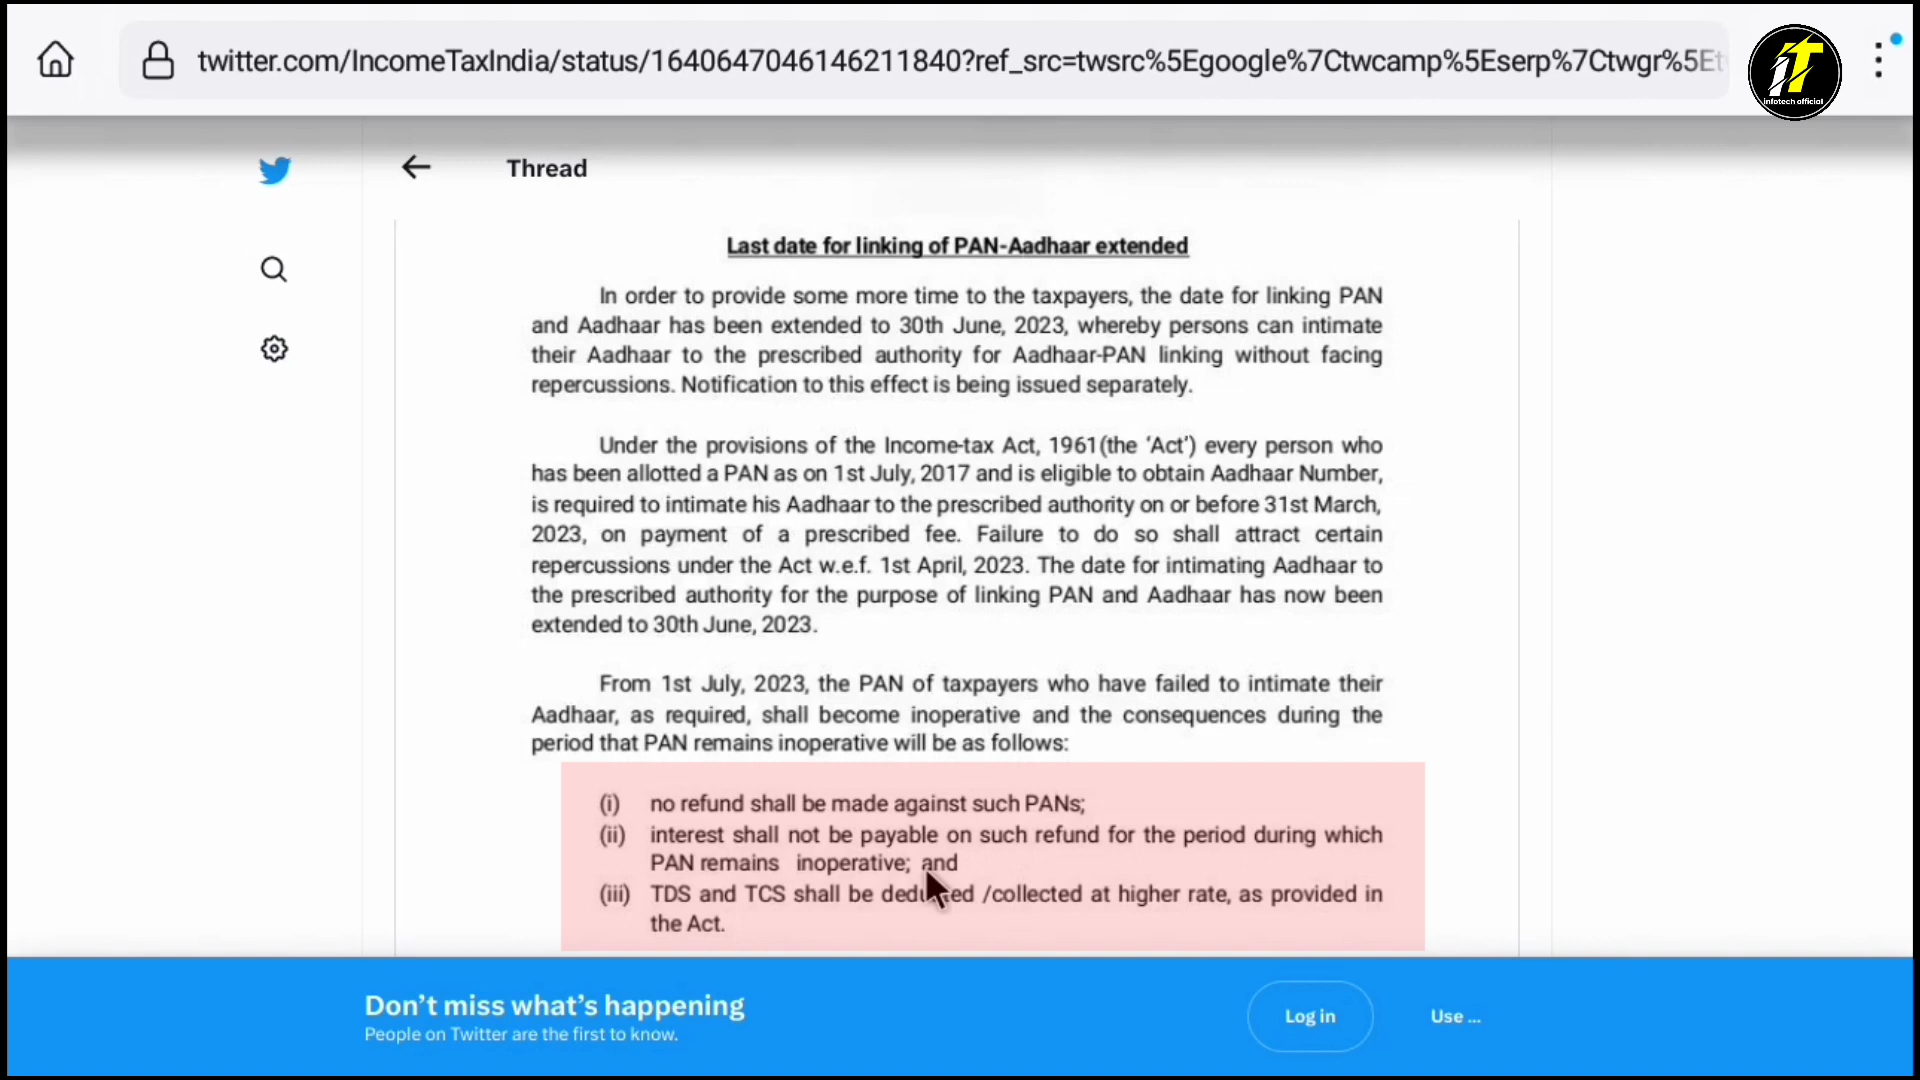 twitter.com/IncomeTaxIndia/status/1640647046146211840?ref_src=twsrc%5Egoogle%7Ctwcamp%5Eserp%7Ctwgr%5Et
IT
infotech official
Thread
Last date for linking of PAN-Aadhaar extended
In order to provide some more time to the taxpayers, the date for linking PAN
and Aadhaar has been extended to 30th June, 2023, whereby persons can intimate
their Aadhaar to the prescribed authority for Aadhaar-PAN linking without facing
repercussions. Notification to this effect is being issued separately.
Under the provisions of the Income-tax Act, 1961(the ‘Act’) every person who
has been allotted a PAN as on 1st July, 2017 and is eligible to obtain Aadhaar Number,
is required to intimate his Aadhaar to the prescribed authority on or before 31st March,
2023, on payment of a prescribed fee. Failure to do so shall attract certain
repercussions under the Act w.e.f. 1st April, 2023. The date for intimating Aadhaar to
the prescribed authority for the purpose of linking PAN and Aadhaar has now been
extended to 30th June, 2023.
From 1st July, 2023, the PAN of taxpayers who have failed to intimate their
Aadhaar, as required, shall become inoperative and the consequences during the
period that PAN remains inoperative will be as follows:
(i) no refund shall be made against such PANs;
(ii) interest shall not be payable on such refund for the period during which
PAN remains inoperative; and
(iii) TDS and TCS shall be deducted /collected at higher rate, as provided in
the Act.
Don’t miss what’s happening
People on Twitter are the first to know.
Log in
Use ...